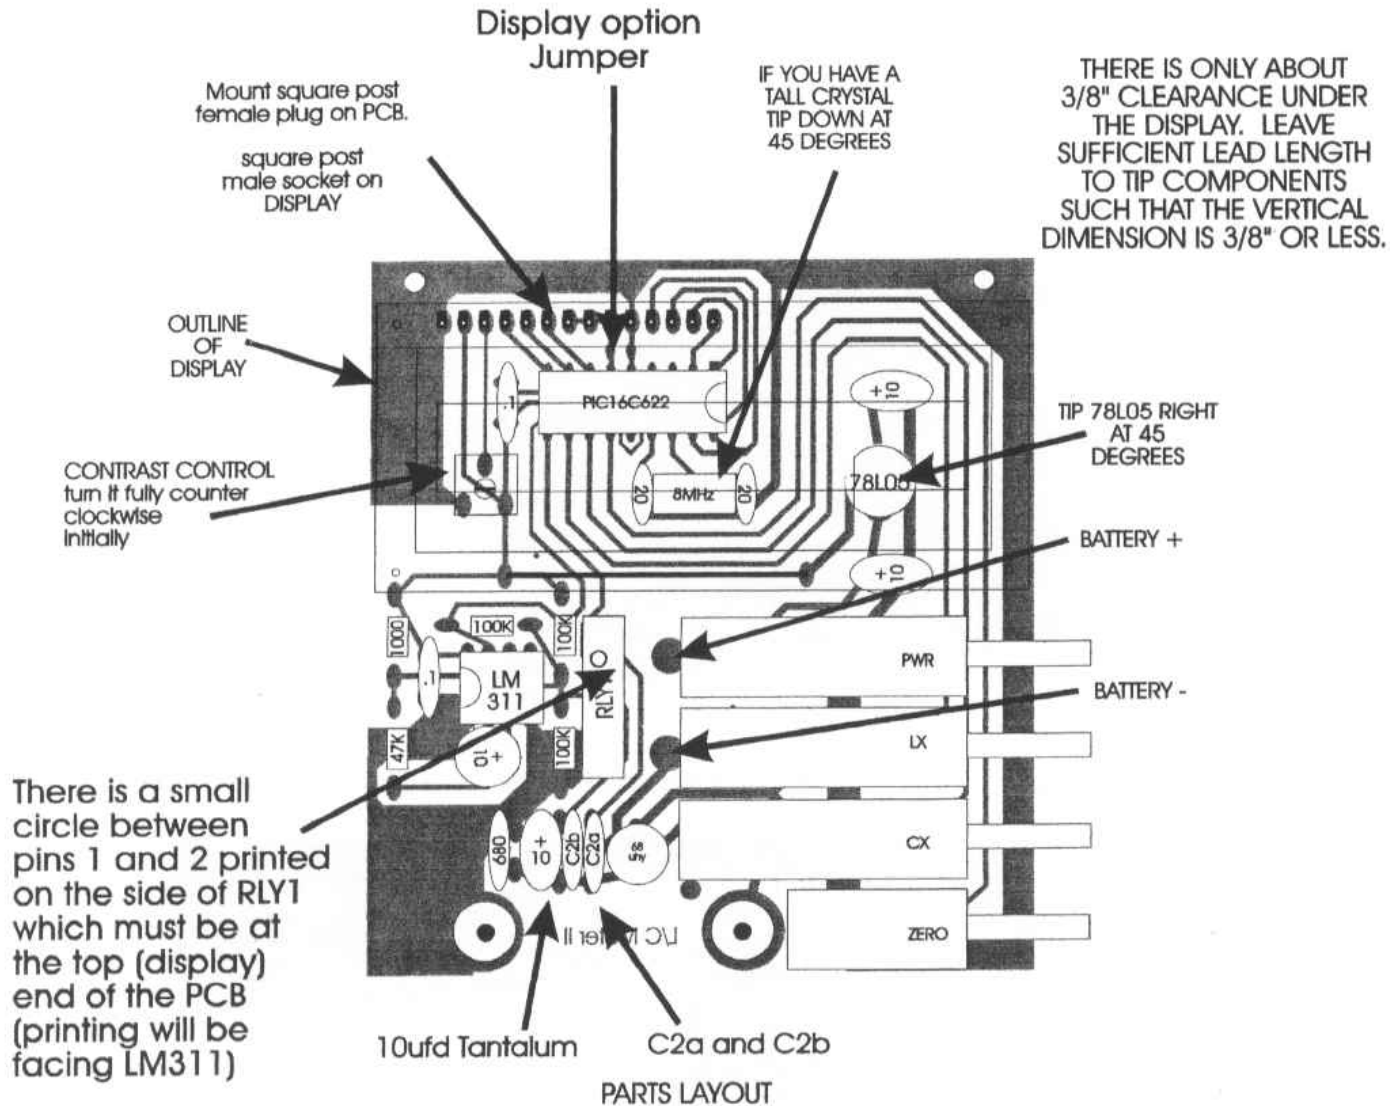 Display option
Jumper
Mount square post
female plug on PCB.
square post
male socket on
DISPLAY
IF YOU HAVE A
TALL CRYSTAL
TIP DOWN AT
45 DEGREES
THERE IS ONLY ABOUT
3/8" CLEARANCE UNDER
THE DISPLAY. LEAVE
SUFFICIENT LEAD LENGTH
TO TIP COMPONENTS
SUCH THAT THE VERTICAL
DIMENSION IS 3/8" OR LESS.
OUTLINE
OF
DISPLAY
.1
PIC16C622
+10
TIP 78L05 RIGHT
AT 45
DEGREES
CONTRAST CONTROL
turn it fully counter
clockwise
initially
20
8MHz
20
78L05
BATTERY +
+10
1000
100K
100K
PWR
.1
LM
311
RLY1
BATTERY -
LX
47K
+10
100K
There is a small
circle between
pins 1 and 2 printed
on the side of RLY1
which must be at
the top (display)
end of the PCB
(printing will be
facing LM311)
680
+
10
C2b
C2a
68
uhy
CX
L/C Meter II
ZERO
10ufd Tantalum
C2a and C2b
PARTS LAYOUT